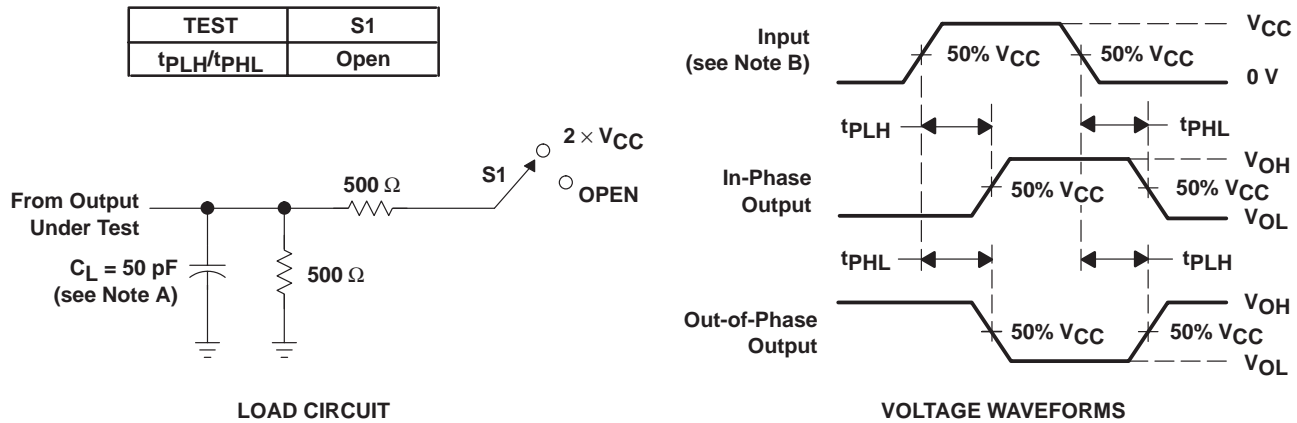 TEST S1
tPLH/tPHL Open
2 × VCC
S1
OPEN
500 Ω
From Output
Under Test
CL = 50 pF
(see Note A)
500 Ω
LOAD CIRCUIT
Input
(see Note B)
50% VCC
50% VCC
VCC
0 V
tPLH
tPHL
In-Phase
Output
50% VCC
50% VCC
VOH
VOL
tPHL
tPLH
Out-of-Phase
Output
50% VCC
50% VCC
VOH
VOL
VOLTAGE WAVEFORMS